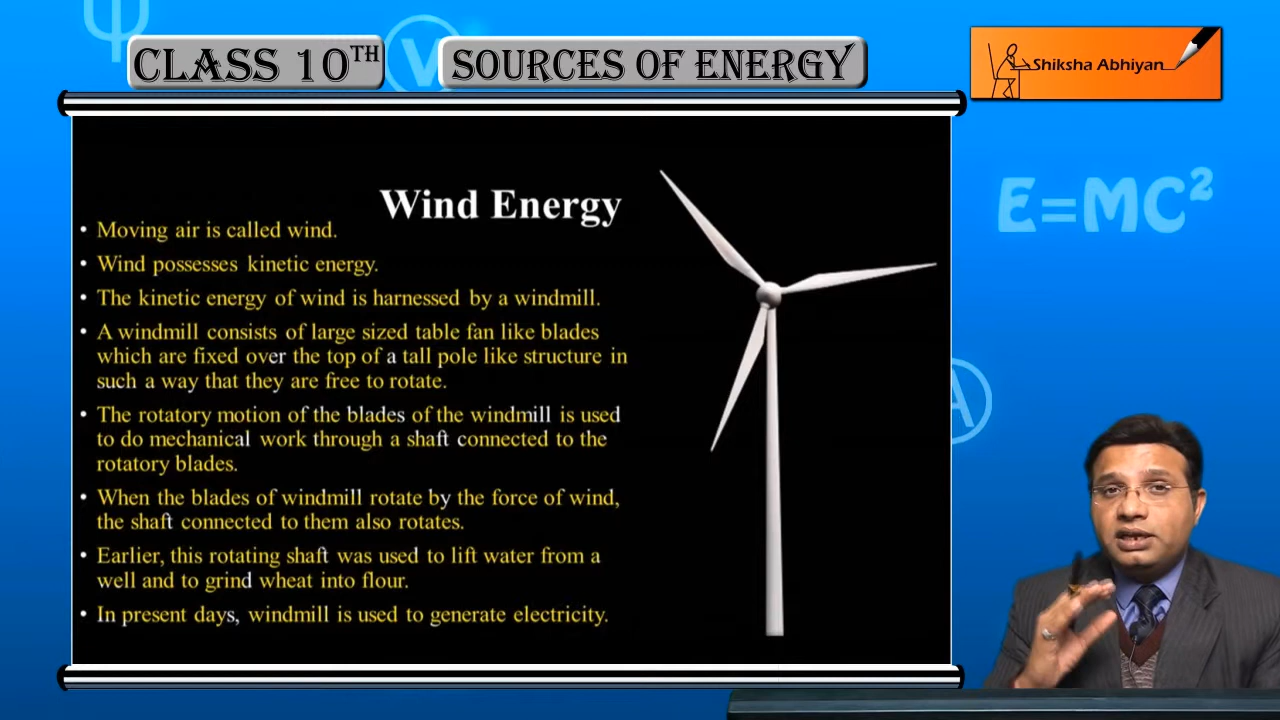 CLASS 10TH
SOURCES OF ENERGY
Shiksha Abhiyan
Wind Energy
• Moving air is called wind.
• Wind possesses kinetic energy.
• The kinetic energy of wind is harnessed by a windmill.
• A windmill consists of large sized table fan like blades
which are fixed over the top of a tall pole like structure in
such a way that they are free to rotate.
• The rotatory motion of the blades of the windmill is used
to do mechanical work through a shaft connected to the
rotatory blades.
• When the blades of windmill rotate by the force of wind,
the shaft connected to them also rotates.
• Earlier, this rotating shaft was used to lift water from a
well and to grind wheat into flour.
• In present days, windmill is used to generate electricity.
E=MC²
Ψ
V
A